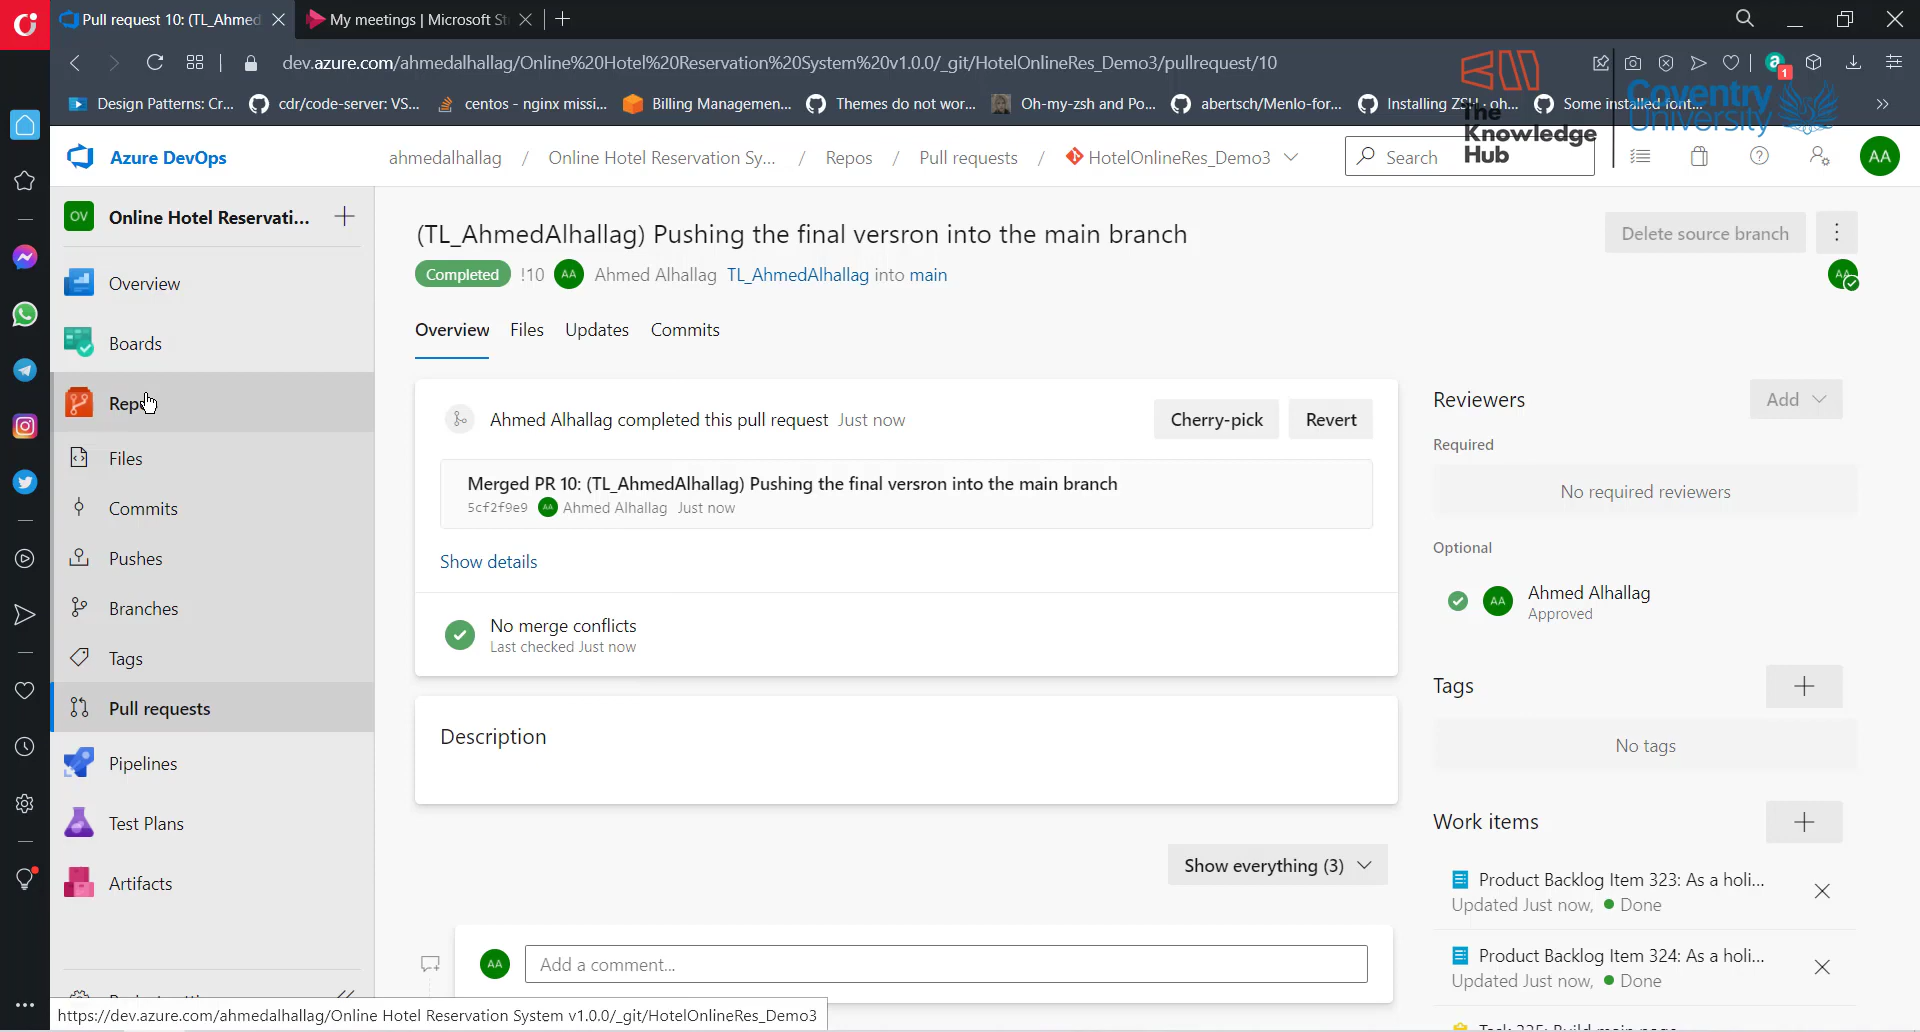 Pull request 10: (TL_Ahmed
My meetings | Microsoft St
dev.azure.com/ahmedalhallag/Online%20Hotel%20Reservation%20System%20v1.0.0/_git/HotelOnlineRes_Demo3/pullrequest/10
1
Design Patterns: Cr...
cdr/code-server: VS...
centos - nginx missi...
Billing Managemen...
Themes do not wor...
Oh-my-zsh and Po...
abertsch/Menlo-for...
Installing ZSH - oh...
Some installed font...
The Knowledge Hub
Coventry University
Azure DevOps
ahmedalhallag / Online Hotel Reservation Sy... / Repos / Pull requests / HotelOnlineRes_Demo3
Search
AA
OV Online Hotel Reservati...
Overview
Boards
Files
Commits
Pushes
Branches
Tags
Pull requests
Pipelines
Test Plans
Artifacts
(TL_AhmedAlhallag) Pushing the final versron into the main branch
Delete source branch
Completed !10 AA Ahmed Alhallag TL_AhmedAlhallag into main
Overview Files Updates Commits
Ahmed Alhallag completed this pull request Just now
Cherry-pick
Revert
Merged PR 10: (TL_AhmedAlhallag) Pushing the final versron into the main branch
5cf2f9e9 AA Ahmed Alhallag Just now
Show details
No merge conflicts
Last checked Just now
Description
Show everything (3)
AA
Add a comment...
Reviewers
Add
Required
No required reviewers
Optional
AA
Ahmed Alhallag
Approved
Tags
No tags
Work items
Product Backlog Item 323: As a holi...
Updated Just now, Done
Product Backlog Item 324: As a holi...
Updated Just now, Done
https://dev.azure.com/ahmedalhallag/Online Hotel Reservation System v1.0.0/_git/HotelOnlineRes_Demo3